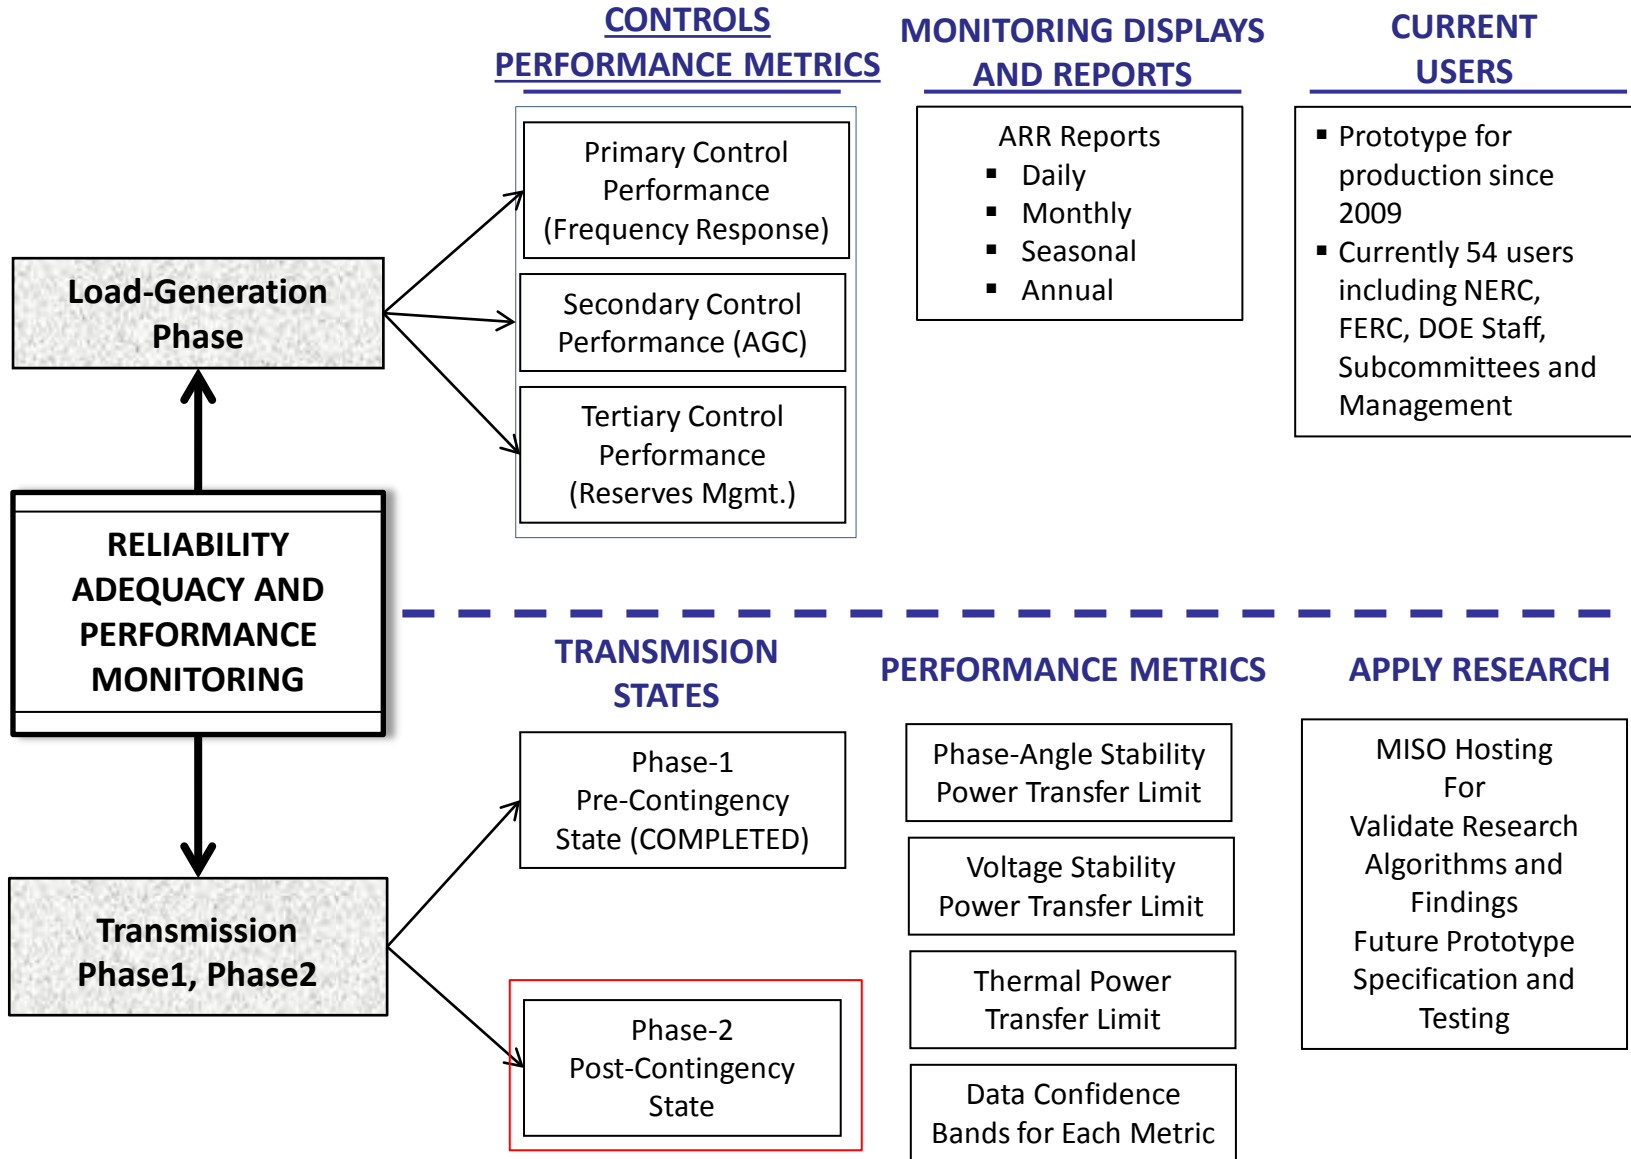 CONTROLS
PERFORMANCE METRICS
MONITORING DISPLAYS
AND REPORTS
CURRENT
USERS
Load-Generation
Phase
Primary Control
Performance
(Frequency Response)
Secondary Control
Performance (AGC)
Tertiary Control
Performance
(Reserves Mgmt.)
ARR Reports
▪ Daily
▪ Monthly
▪ Seasonal
▪ Annual
▪ Prototype for
production since
2009
▪ Currently 54 users
including NERC,
FERC, DOE Staff,
Subcommittees and
Management
RELIABILITY
ADEQUACY AND
PERFORMANCE
MONITORING
TRANSMISION
STATES
PERFORMANCE METRICS
APPLY RESEARCH
Transmission
Phase1, Phase2
Phase-1
Pre-Contingency
State (COMPLETED)
Phase-2
Post-Contingency
State
Phase-Angle Stability
Power Transfer Limit
Voltage Stability
Power Transfer Limit
Thermal Power
Transfer Limit
Data Confidence
Bands for Each Metric
MISO Hosting
For
Validate Research
Algorithms and
Findings
Future Prototype
Specification and
Testing